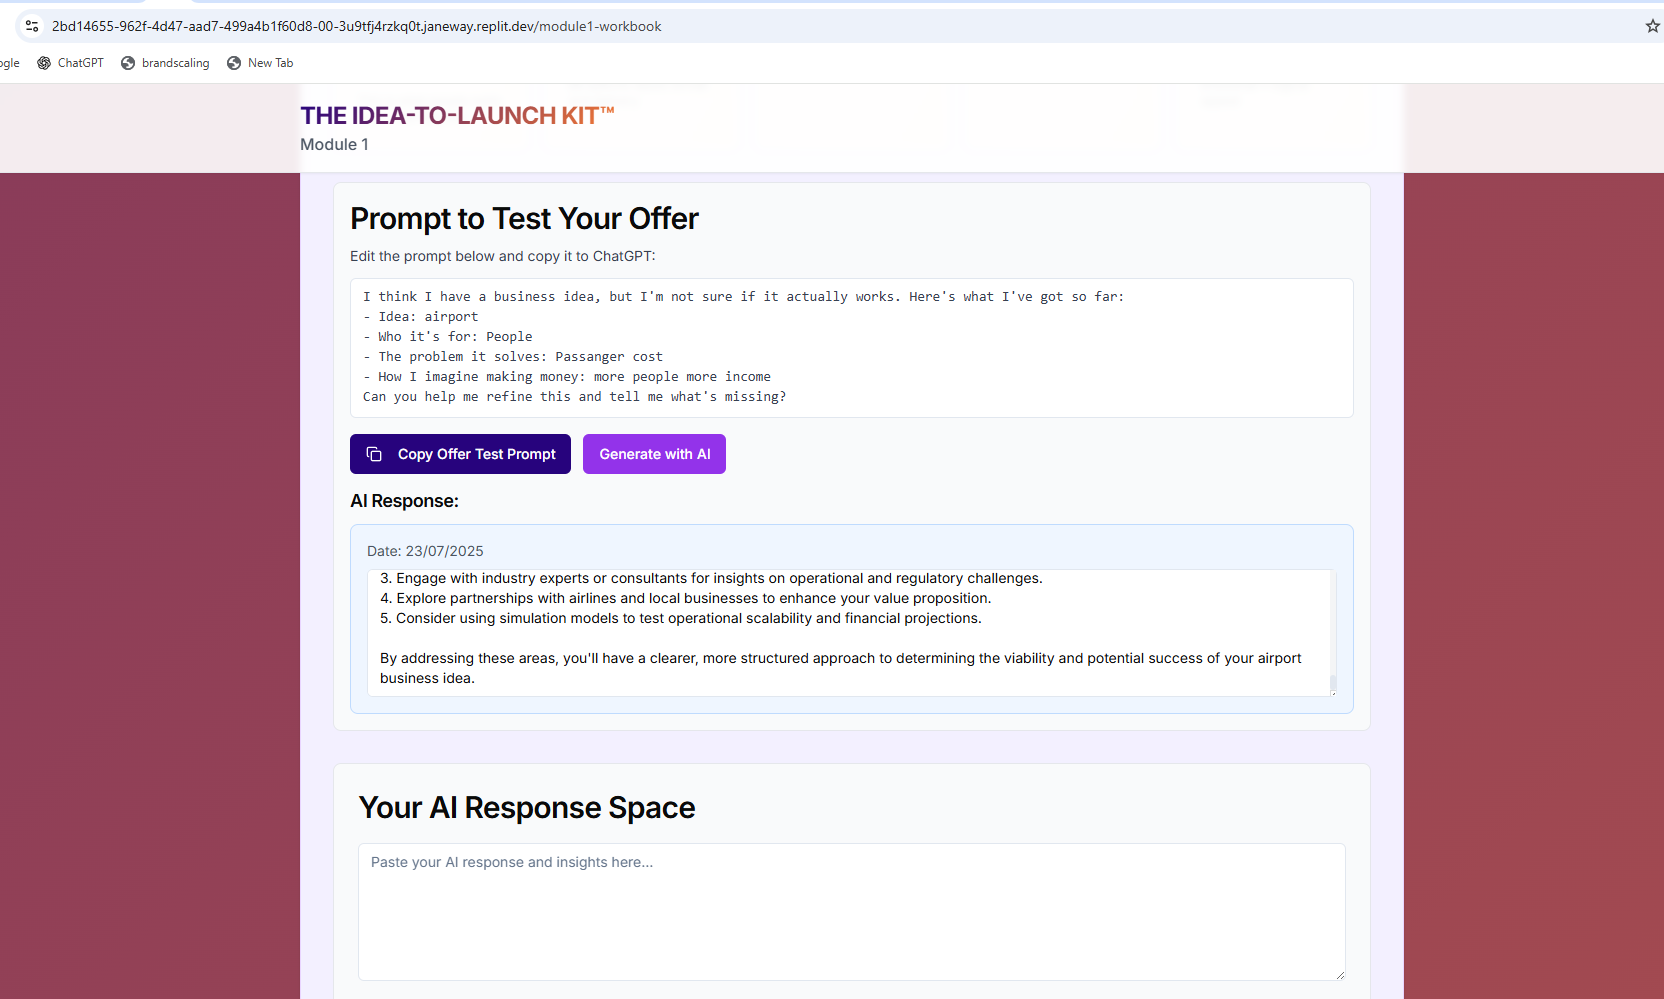 2bd14655-962f-4d47-aad7-499a4b1f60d8-00-3u9tfj4rzkq0t.janeway.replit.dev/module1-workbook
ogle ChatGPT brandscaling New Tab
THE IDEA-TO-LAUNCH KIT™
Module 1
Prompt to Test Your Offer
Edit the prompt below and copy it to ChatGPT:
I think I have a business idea, but I'm not sure if it actually works. Here's what I've got so far:
- Idea: airport
- Who it's for: People
- The problem it solves: Passanger cost
- How I imagine making money: more people more income
Can you help me refine this and tell me what's missing?
Copy Offer Test Prompt Generate with AI
AI Response:
Date: 23/07/2025
3. Engage with industry experts or consultants for insights on operational and regulatory challenges.
4. Explore partnerships with airlines and local businesses to enhance your value proposition.
5. Consider using simulation models to test operational scalability and financial projections.
By addressing these areas, you'll have a clearer, more structured approach to determining the viability and potential success of your airport
business idea.
Your AI Response Space
Paste your AI response and insights here...